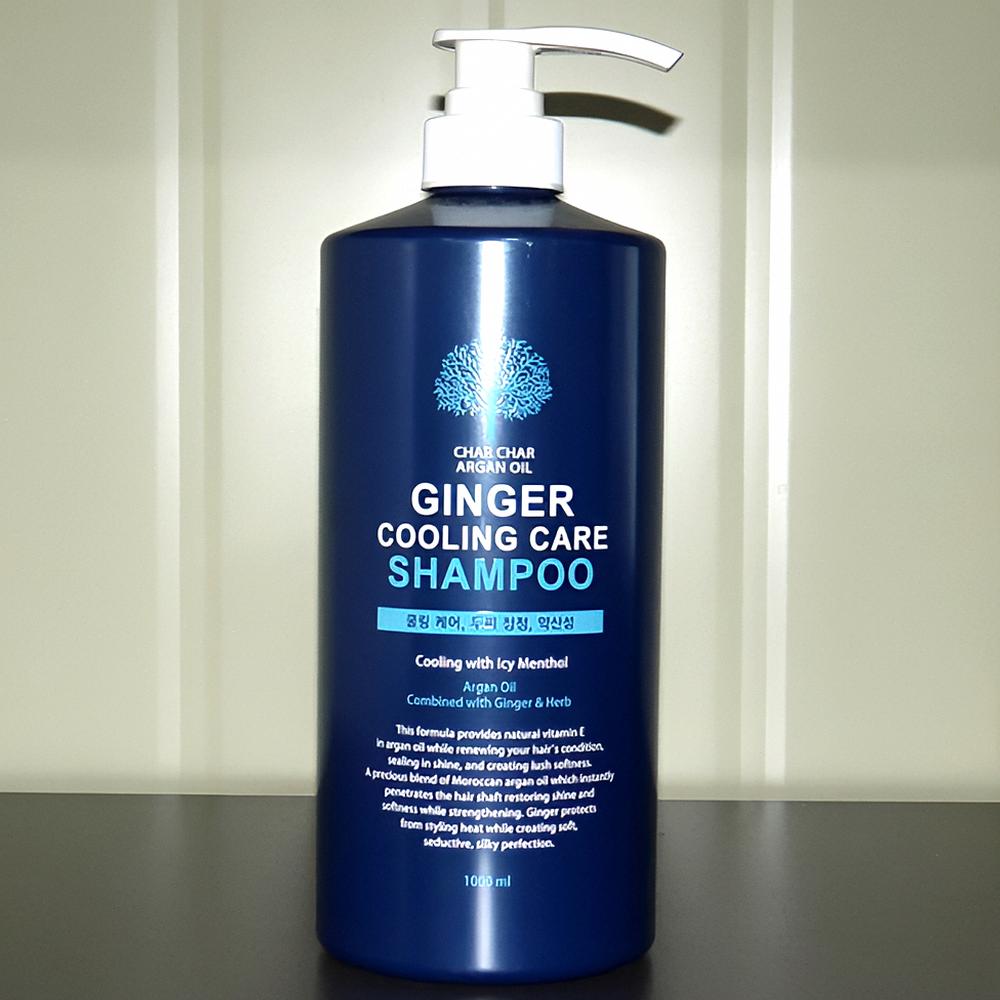 CHAR CHAR
ARGAN OIL
GINGER
COOLING CARE
SHAMPOO
쿨링 케어, 두피 진정, 약산성
Cooling with Icy Menthol
Argan Oil
Combined with Ginger & Herb
This formula provides natural vitamin E
in argan oil while renewing your hair's condition,
sealing in shine, and creating lush softness.
A precious blend of Moroccan argan oil which instantly
penetrates the hair shaft restoring shine and
softness while strengthening. Ginger protects
from styling heat while creating soft,
seductive, silky perfection.
1000 ml